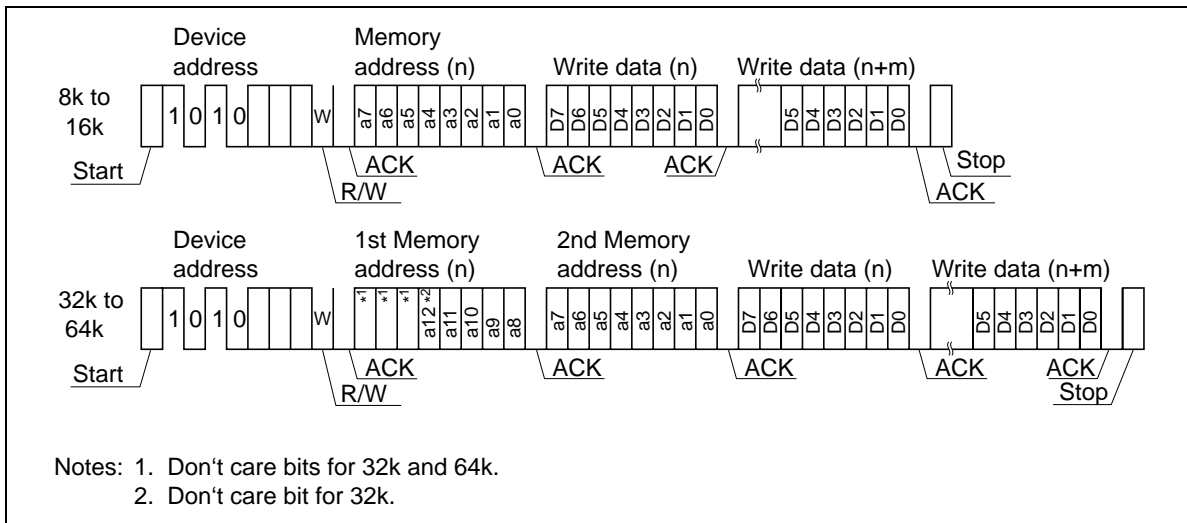 Device address Memory address (n) Write data (n) Write data (n+m)
8k to 16k
1 0 1 0 W a7 a6 a5 a4 a3 a2 a1 a0 D7 D6 D5 D4 D3 D2 D1 D0 D5 D4 D3 D2 D1 D0
Start ACK ACK ACK Stop
R/W ACK
Device address 1st Memory address (n) 2nd Memory address (n) Write data (n) Write data (n+m)
32k to 64k
1 0 1 0 W *1 *1 *1 a12 *2 a11 a10 a9 a8 a7 a6 a5 a4 a3 a2 a1 a0 D7 D6 D5 D4 D3 D2 D1 D0 D5 D4 D3 D2 D1 D0
Start ACK ACK ACK ACK ACK
R/W Stop
Notes: 1. Don‘t care bits for 32k and 64k.
2. Don‘t care bit for 32k.